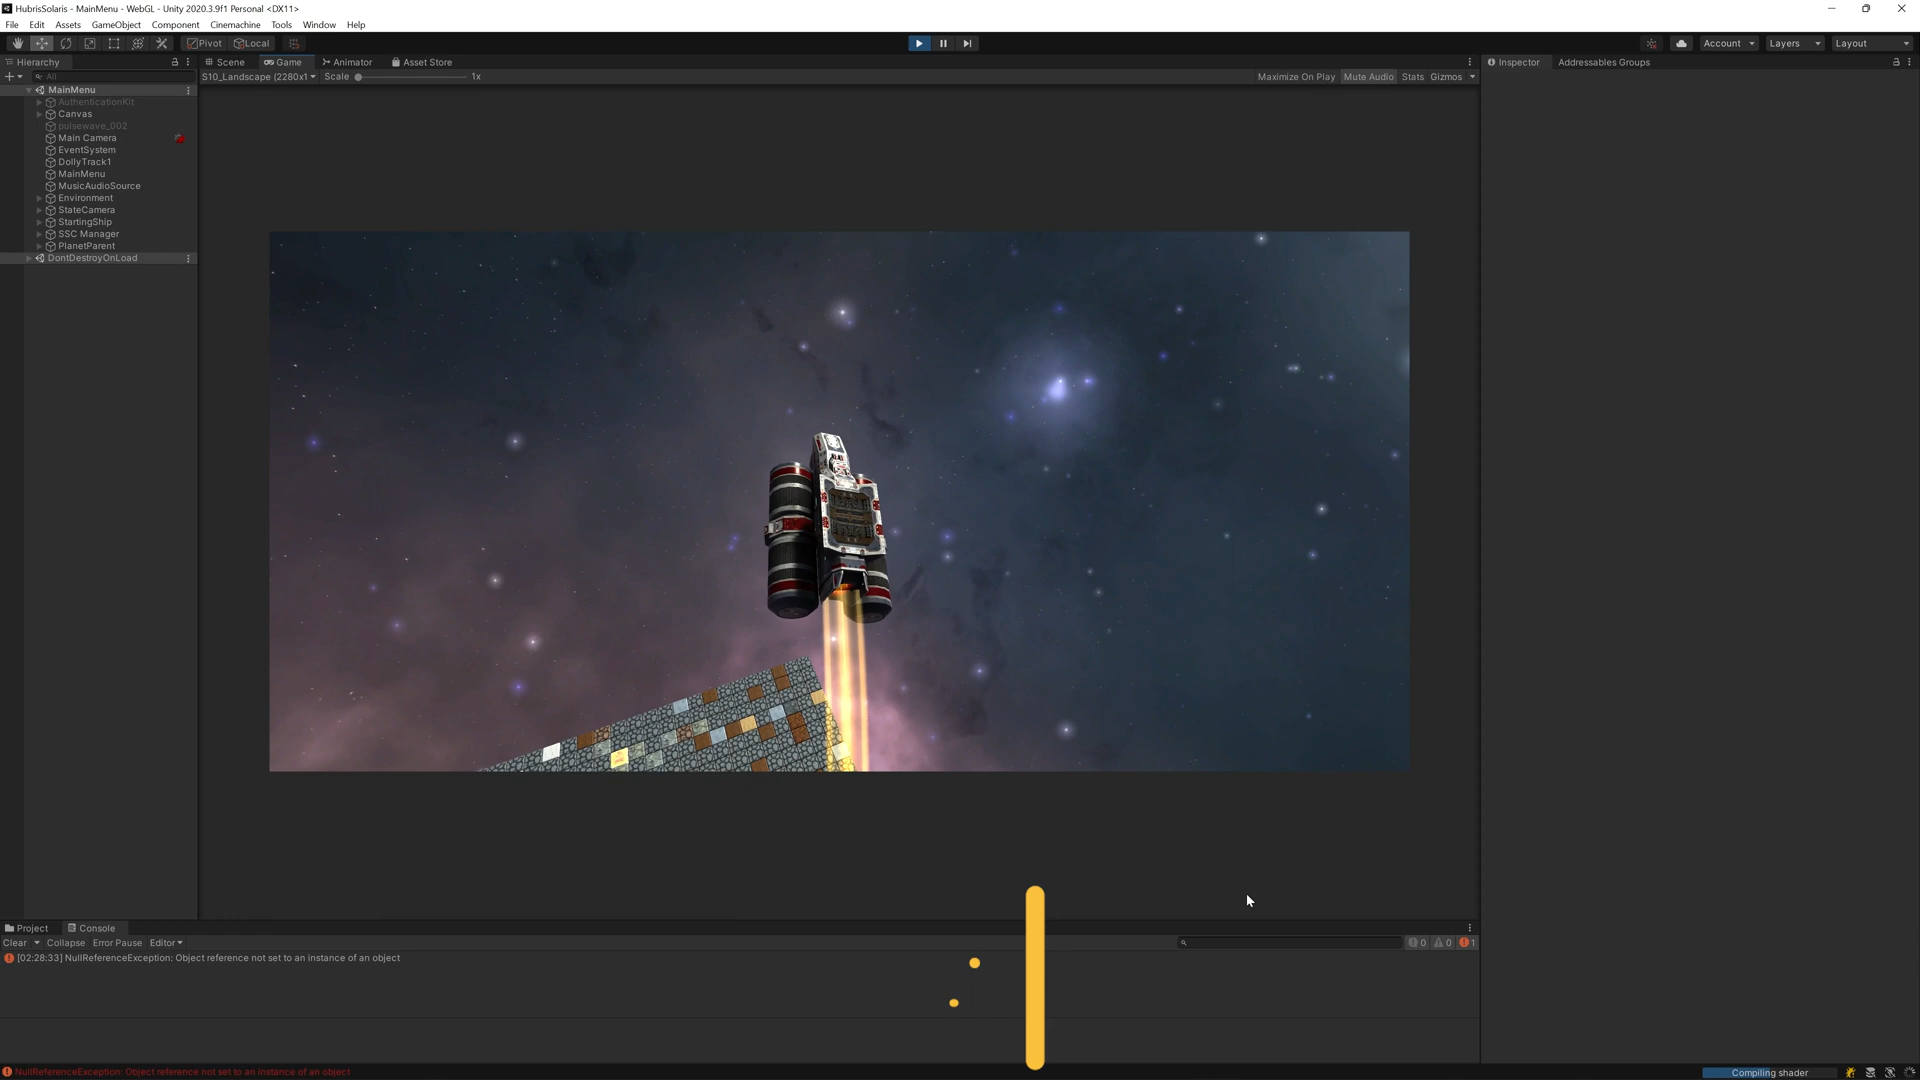 HubrisSolaris - MainMenu - WebGL - Unity 2020.3.9f1 Personal <DX11>
File Edit Assets GameObject Component Cinemachine Tools Window Help
Pivot Local Account Layers Layout
Hierarchy Scene Game Animator Asset Store Inspector Addressables Groups
All S10_Landscape (2280x1 Scale 1x Maximize On Play Mute Audio Stats Gizmos
MainMenu
AuthenticationKit
Canvas
pulsewave_002
Main Camera
EventSystem
DollyTrack1
MainMenu
MusicAudioSource
Environment
StateCamera
StartingShip
SSC Manager
PlanetParent
DontDestroyOnLoad
Project Console
Clear Collapse Error Pause Editor 0 0 1
[02:28:33] NullReferenceException: Object reference not set to an instance of an object
NullReferenceException: Object reference not set to an instance of an object Compiling shader